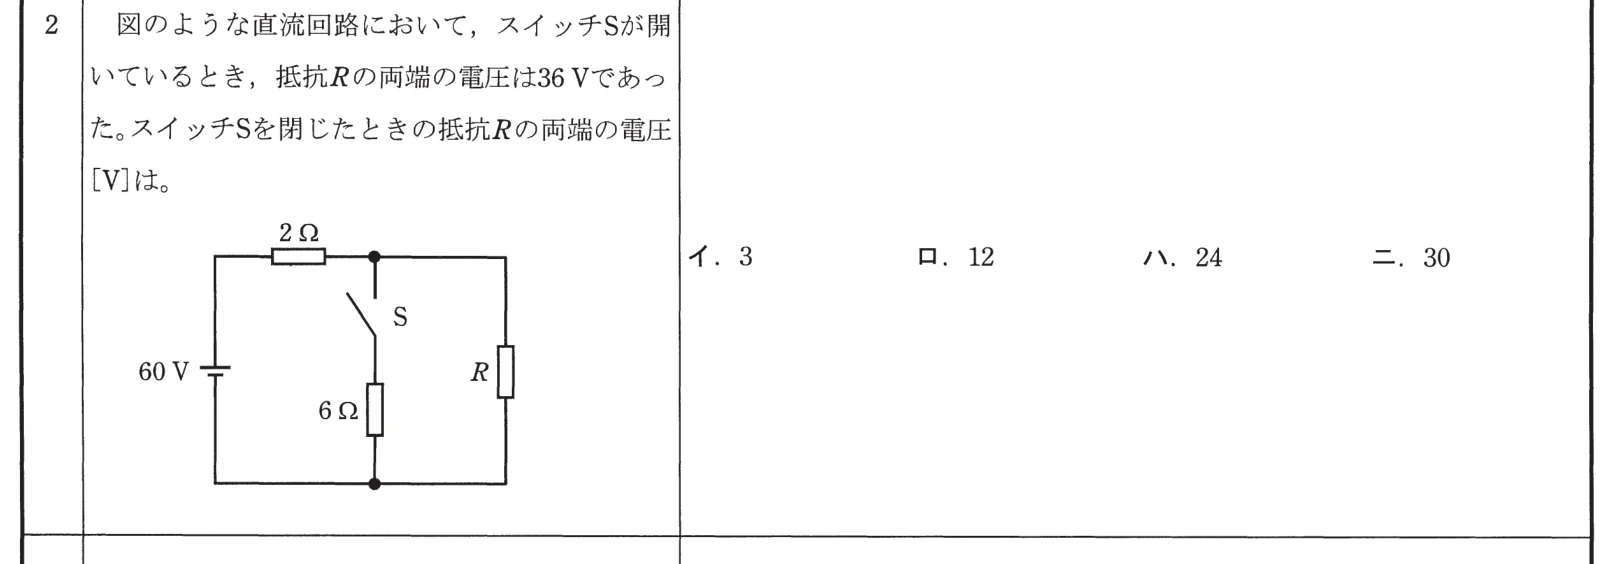 2
図のような直流回路において，スイッチSが開
いているとき，抵抗Rの両端の電圧は36 Vであっ
た。スイッチSを閉じたときの抵抗Rの両端の電圧
[V]は。
2 Ω
S
60 V
R
6 Ω
イ．3
ロ．12
ハ．24
ニ．30